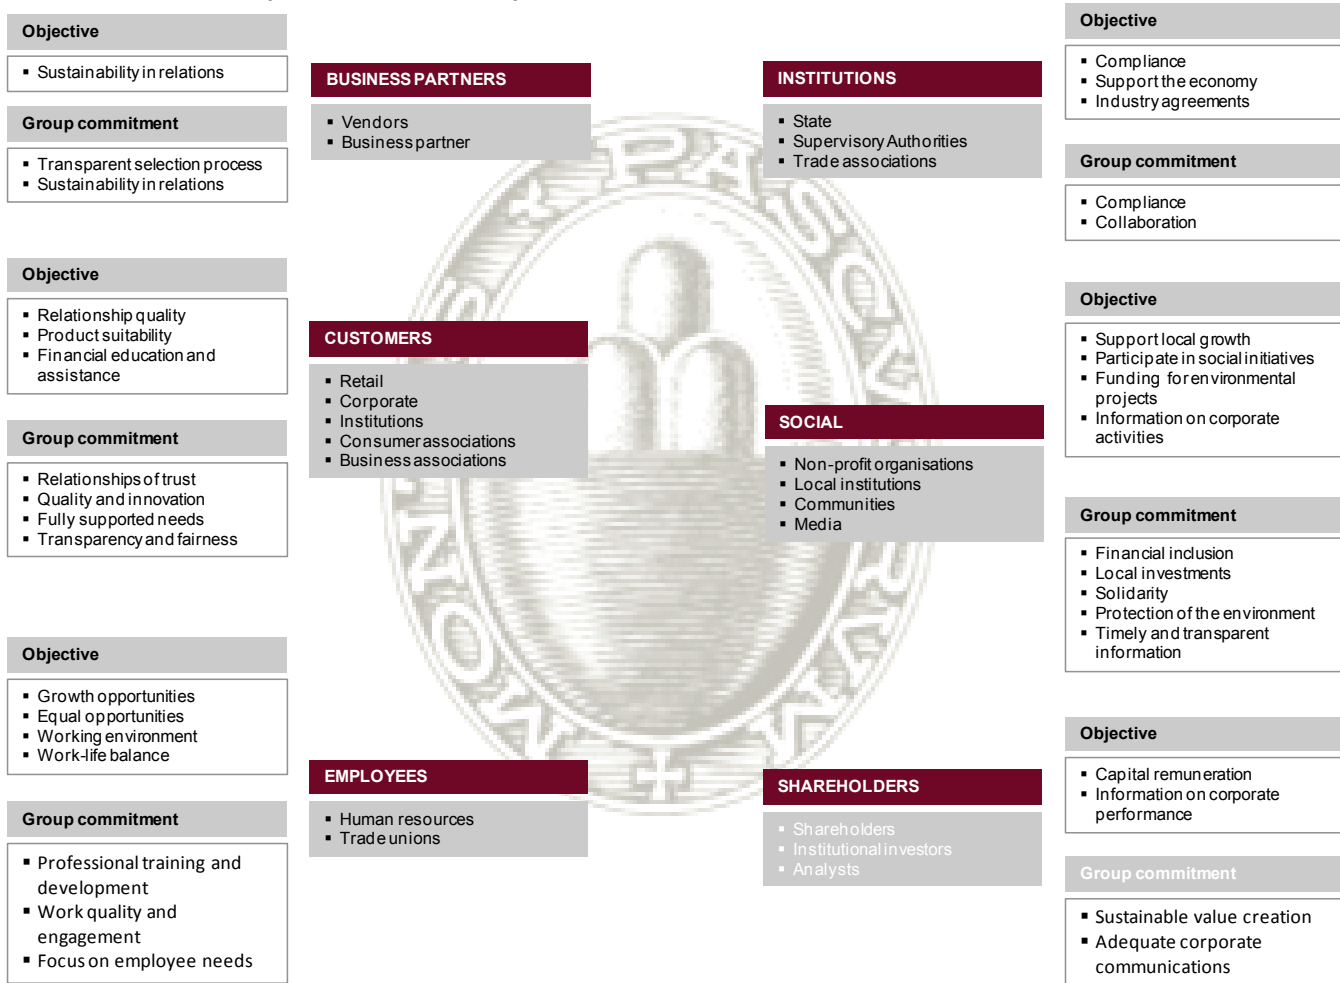 Objective
▪ Sustainability in relations
Group commitment
▪ Transparent selection process
▪ Sustainability in relations
BUSINESS PARTNERS
▪ Vendors
▪ Business partner
INSTITUTIONS
▪ State
▪ Supervisory Authorities
▪ Trade associations
Objective
▪ Compliance
▪ Support the economy
▪ Industry agreements
Group commitment
▪ Compliance
▪ Collaboration
Objective
▪ Relationship quality
▪ Product suitability
▪ Financial education and
assistance
Group commitment
▪ Relationships of trust
▪ Quality and innovation
▪ Fully supported needs
▪ Transparency and fairness
CUSTOMERS
▪ Retail
▪ Corporate
▪ Institutions
▪ Consumer associations
▪ Business associations
SOCIAL
▪ Non-profit organisations
▪ Local institutions
▪ Communities
▪ Media
Objective
▪ Support local growth
▪ Participate in social initiatives
▪ Funding for environmental
projects
▪ Information on corporate
activities
Group commitment
▪ Financial inclusion
▪ Local investments
▪ Solidarity
▪ Protection of the environment
▪ Timely and transparent
information
Objective
▪ Growth opportunities
▪ Equal opportunities
▪ Working environment
▪ Work-life balance
Group commitment
▪ Professional training and
development
▪ Work quality and
engagement
▪ Focus on employee needs
EMPLOYEES
▪ Human resources
▪ Trade unions
SHAREHOLDERS
▪ Shareholders
▪ Institutional investors
▪ Analysts
Objective
▪ Capital remuneration
▪ Information on corporate
performance
Group commitment
▪ Sustainable value creation
▪ Adequate corporate
communications